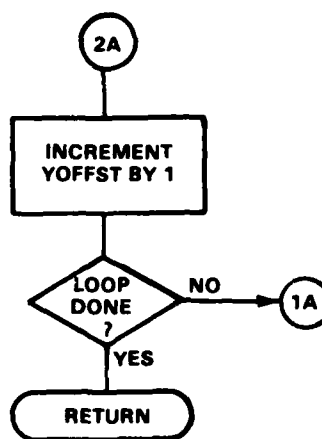 2A
INCREMENT
YOFFST BY 1
LOOP
DONE
?
NO
1A
YES
RETURN